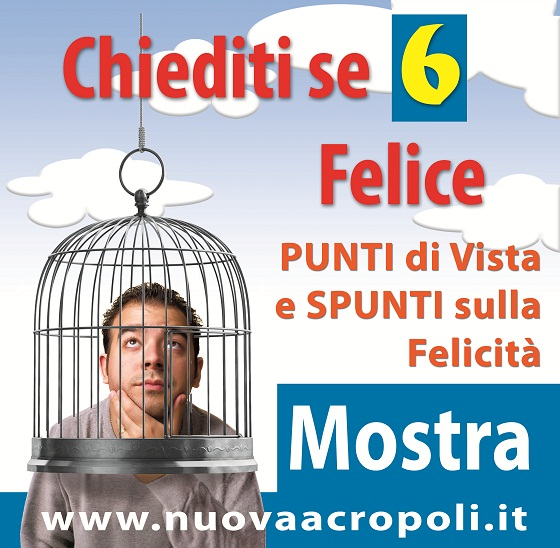 Chiediti se 6
Felice
PUNTI di Vista
e SPUNTI sulla
Felicità
Mostra
www.nuovaacropoli.it